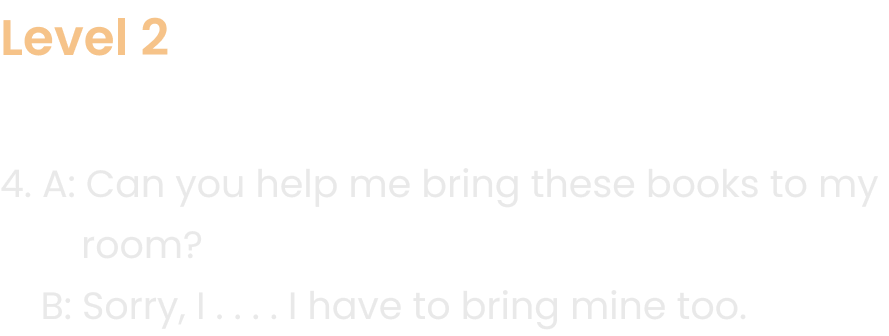 Level 2
4. A: Can you help me bring these books to my
room?
B: Sorry, I . . . . I have to bring mine too.